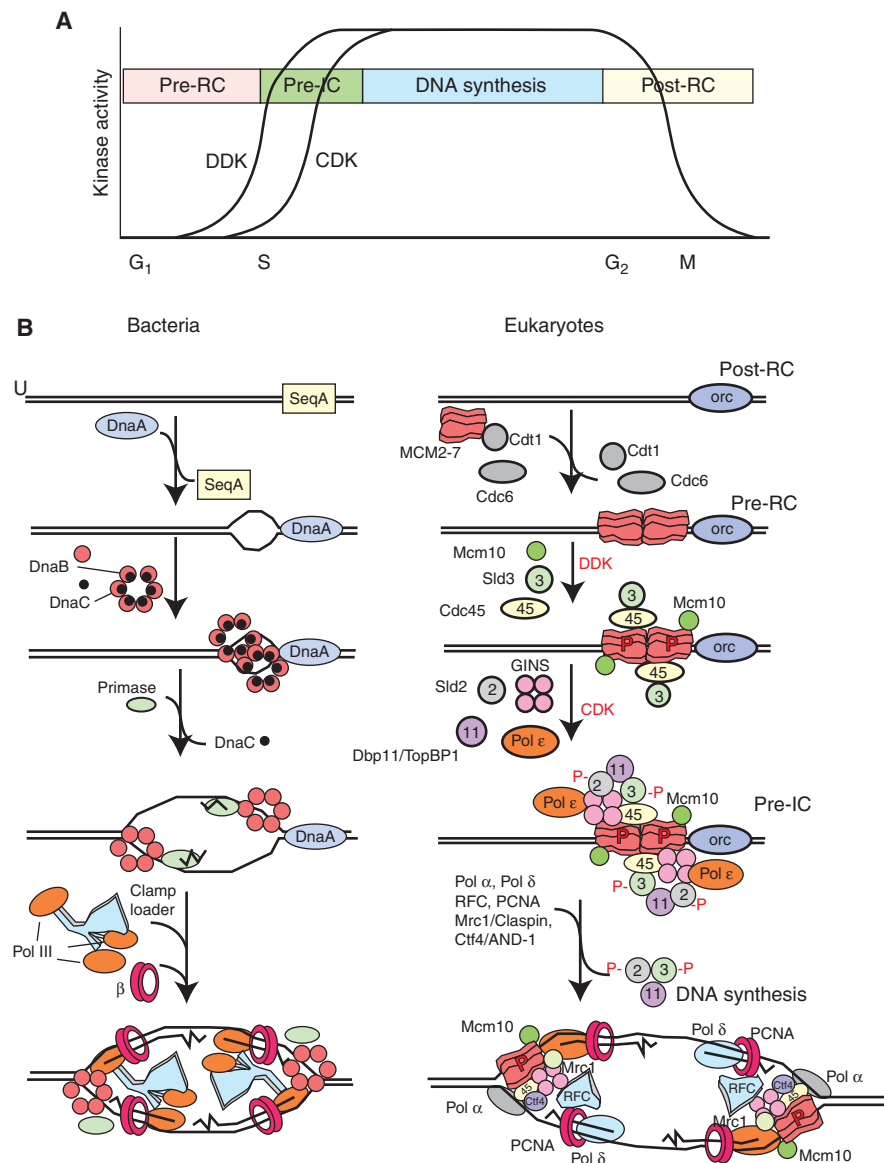 A
Kinase activity
Pre-RC Pre-IC DNA synthesis Post-RC
DDK CDK
G1 S G2 M
B Bacteria Eukaryotes
U
SeqA
DnaA
SeqA
DnaA
DnaB
DnaC
DnaA
Primase
DnaC
DnaA
Clamp
loader
Pol III
β
Post-RC
orc
MCM2-7
Cdt1
Cdc6
Cdt1
Cdc6
Pre-RC
orc
Mcm10
Sld3 3
Cdc45 45
DDK
3
45
Mcm10
P P
orc
45
3
GINS
Sld2 2
11
Dbp11/TopBP1
Pol ε
CDK
Pre-IC
11
P- 2 3 -P
Pol ε 45 Mcm10
P P
orc
45
Pol ε
P- 3
11 2 -P
Pol α, Pol δ
RFC, PCNA
Mrc1/Claspin,
Ctf4/AND-1
P- 2 3 -P
11
DNA synthesis
Mcm10
P
Mrc1
45
Ctf4
RFC
Pol α
PCNA
Pol δ
Pol δ
PCNA
RFC
Ctf4
45
Pol α
Mrc1
P
Mcm10